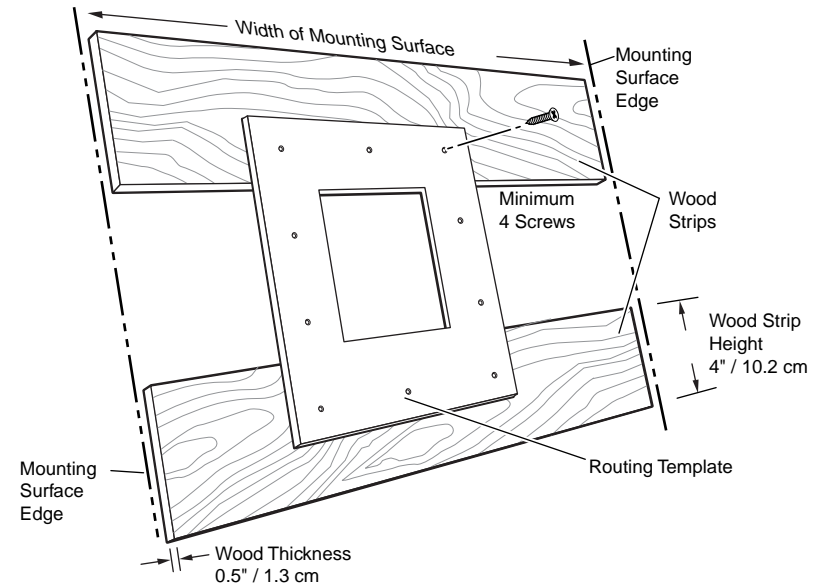 Width of Mounting Surface
Mounting
Surface
Edge
Minimum
4 Screws
Wood
Strips
Wood Strip
Height
4" / 10.2 cm
Routing Template
Mounting
Surface
Edge
Wood Thickness
0.5" / 1.3 cm